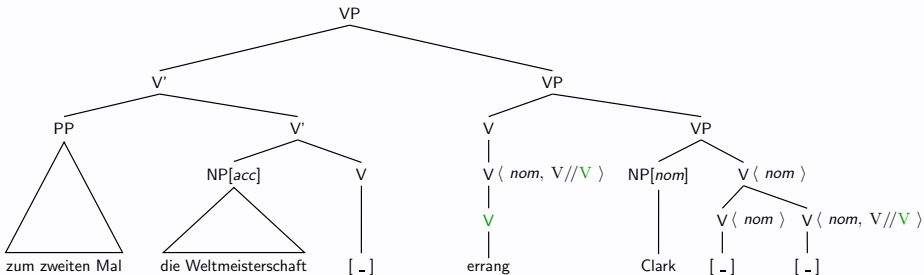 VP
V' VP
PP V' V VP
NP[acc] V V⟨ nom, V//V ⟩ NP[nom] V⟨ nom ⟩
V V⟨ nom ⟩ V⟨ nom, V//V ⟩
zum zweiten Mal die Weltmeisterschaft [ _ ] errang Clark [ _ ] [ _ ]